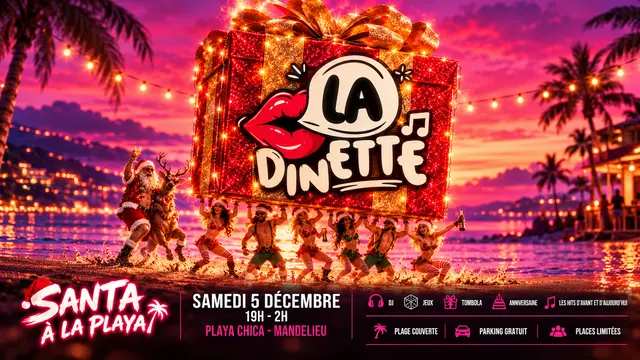 LA
DINETTE
SANTA
À LA PLAYA
SAMEDI 5 DÉCEMBRE
19H - 2H
PLAYA CHICA - MANDELIEU
DJ
JEUX
TOMBOLA
ANNIVERSAIRE
LES HITS D'AVANT ET D'AUJOURD'HUI
PLAGE COUVERTE
PARKING GRATUIT
PLACES LIMITÉES